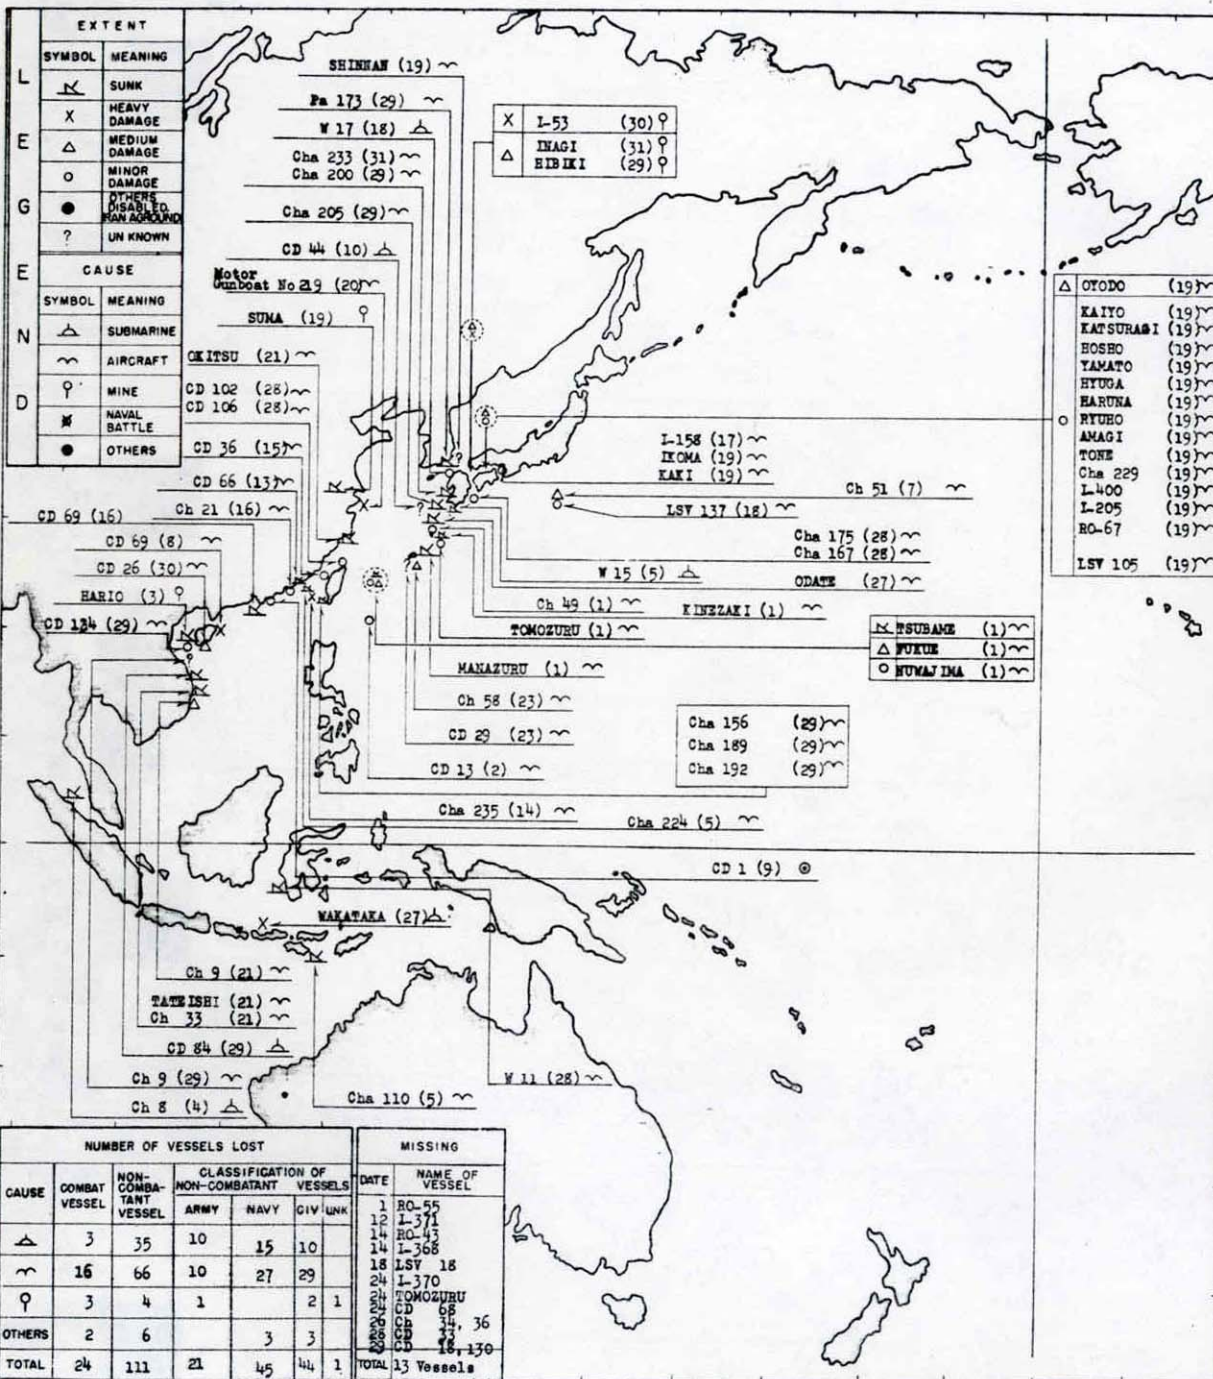 LEGEND
EXTENT
SYMBOL MEANING
SUNK
X HEAVY DAMAGE
△ MEDIUM DAMAGE
○ MINOR DAMAGE
● OTHERS DISABLED, RAN AGROUND
? UN KNOWN
CAUSE
SYMBOL MEANING
SUBMARINE
AIRCRAFT
MINE
NAVAL BATTLE
● OTHERS
SHINNAN (19)
Pa 173 (29)
W 17 (18)
Cha 233 (31)
Cha 200 (29)
Cha 205 (29)
CD 44 (10)
Motor
Gunboat No 219 (20)
SUMA (19)
OKITSU (21)
CD 102 (28)
CD 106 (28)
CD 36 (15)
CD 66 (13)
Ch 21 (16)
CD 69 (16)
CD 69 (8)
CD 26 (30)
HARIO (3)
CD 134 (29)
X I-53 (30)
△ INAGI (31)
HIBIKI (29)
△ OYODO (19)
KAIYO (19)
KATSURAGI (19)
HOSHO (19)
YAMATO (19)
HYUGA (19)
HARUNA (19)
○ RYUHO (19)
AMAGI (19)
TONE (19)
Cha 229 (19)
I-400 (19)
I-205 (19)
RO-67 (19)
LSV 105 (19)
I-158 (17)
IKOMA (19)
KAKI (19)
Ch 51 (7)
LSV 137 (18)
Cha 175 (28)
Cha 167 (28)
W 15 (5)
ODATE (27)
Ch 49 (1)
KINEZAKI (1)
TOMOZURU (1)
TSUBAME (1)
△ FUKUE (1)
○ NUWAJIMA (1)
MANAZURU (1)
Ch 58 (23)
CD 29 (23)
CD 13 (2)
Cha 156 (29)
Cha 189 (29)
Cha 192 (29)
Cha 235 (14)
Cha 224 (5)
CD 1 (9)
WAKATAKA (27)
Ch 9 (21)
TATEISHI (21)
Ch 33 (21)
CD 84 (29)
Ch 9 (29)
Ch 8 (4)
Cha 110 (5)
W 11 (28)
NUMBER OF VESSELS LOST
CAUSE COMBAT VESSEL NON-COMBA-TANT VESSEL CLASSIFICATION OF NON-COMBATANT VESSELS
ARMY NAVY CIV UNK
3 35 10 15 10
16 66 10 27 29
3 4 1 2 1
OTHERS 2 6 3 3
TOTAL 24 111 21 45 44 1
MISSING
DATE NAME OF VESSEL
1 RO-55
12 I-371
14 RO-43
14 I-368
18 LSV 18
24 I-370
24 TOMOZURU
24 CD 68
26 Ch 34, 36
28 CD 33
29 CD 18, 130
TOTAL 13 Vessels